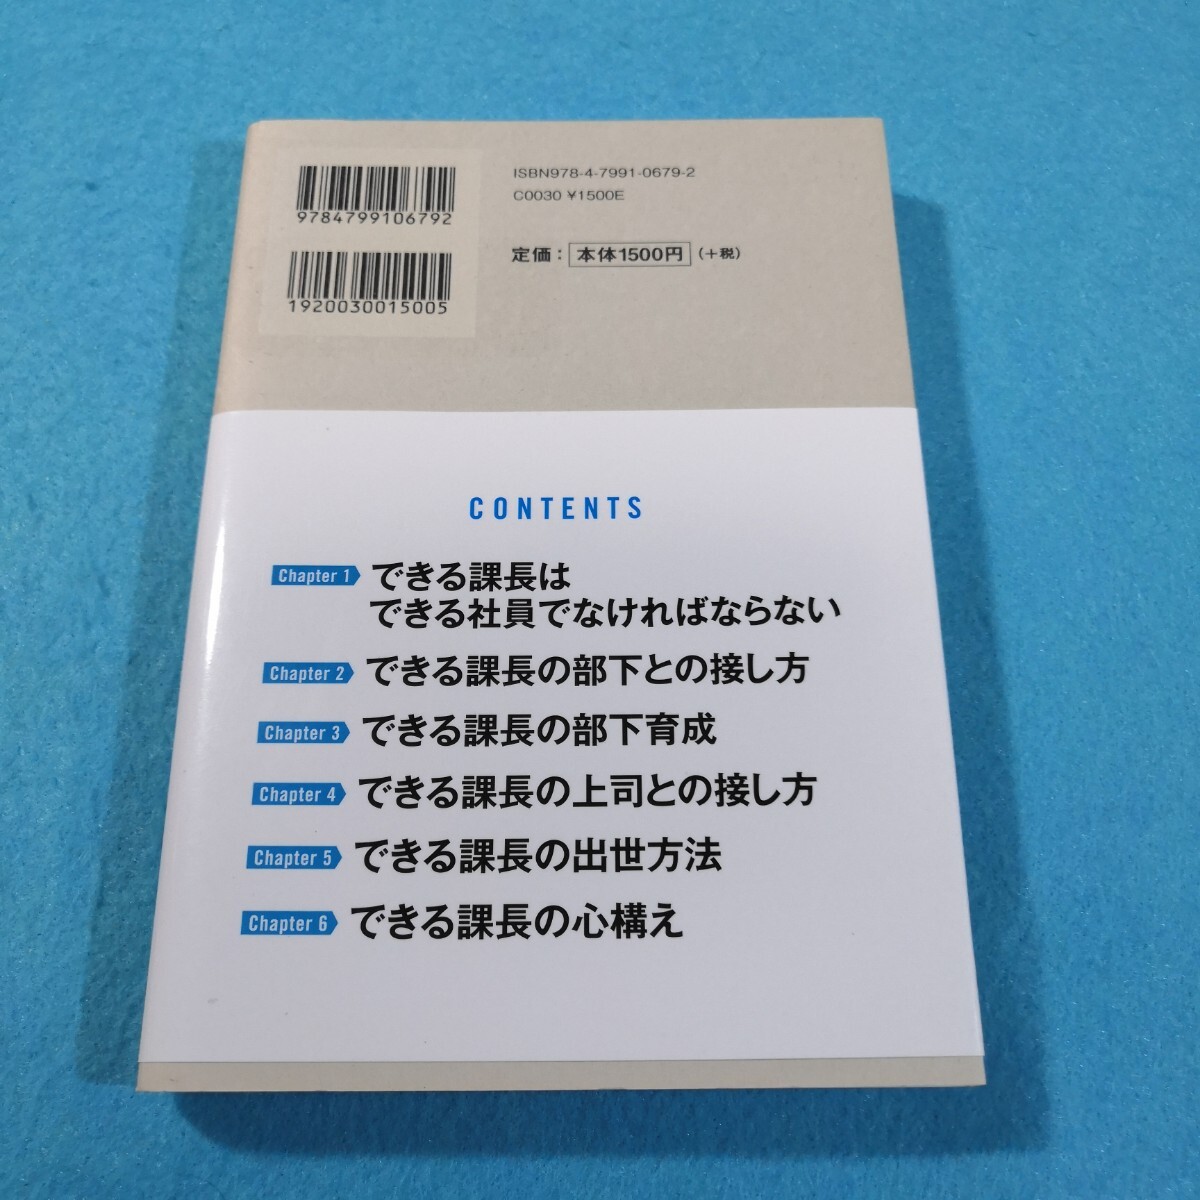 9784799106792
ISBN978-4-7991-0679-2
C0030 ¥1500E
1920030015005
定価：本体1500円（+税）
CONTENTS
Chapter 1 できる課長は
できる社員でなければならない
Chapter 2 できる課長の部下との接し方
Chapter 3 できる課長の部下育成
Chapter 4 できる課長の上司との接し方
Chapter 5 できる課長の出世方法
Chapter 6 できる課長の心構え